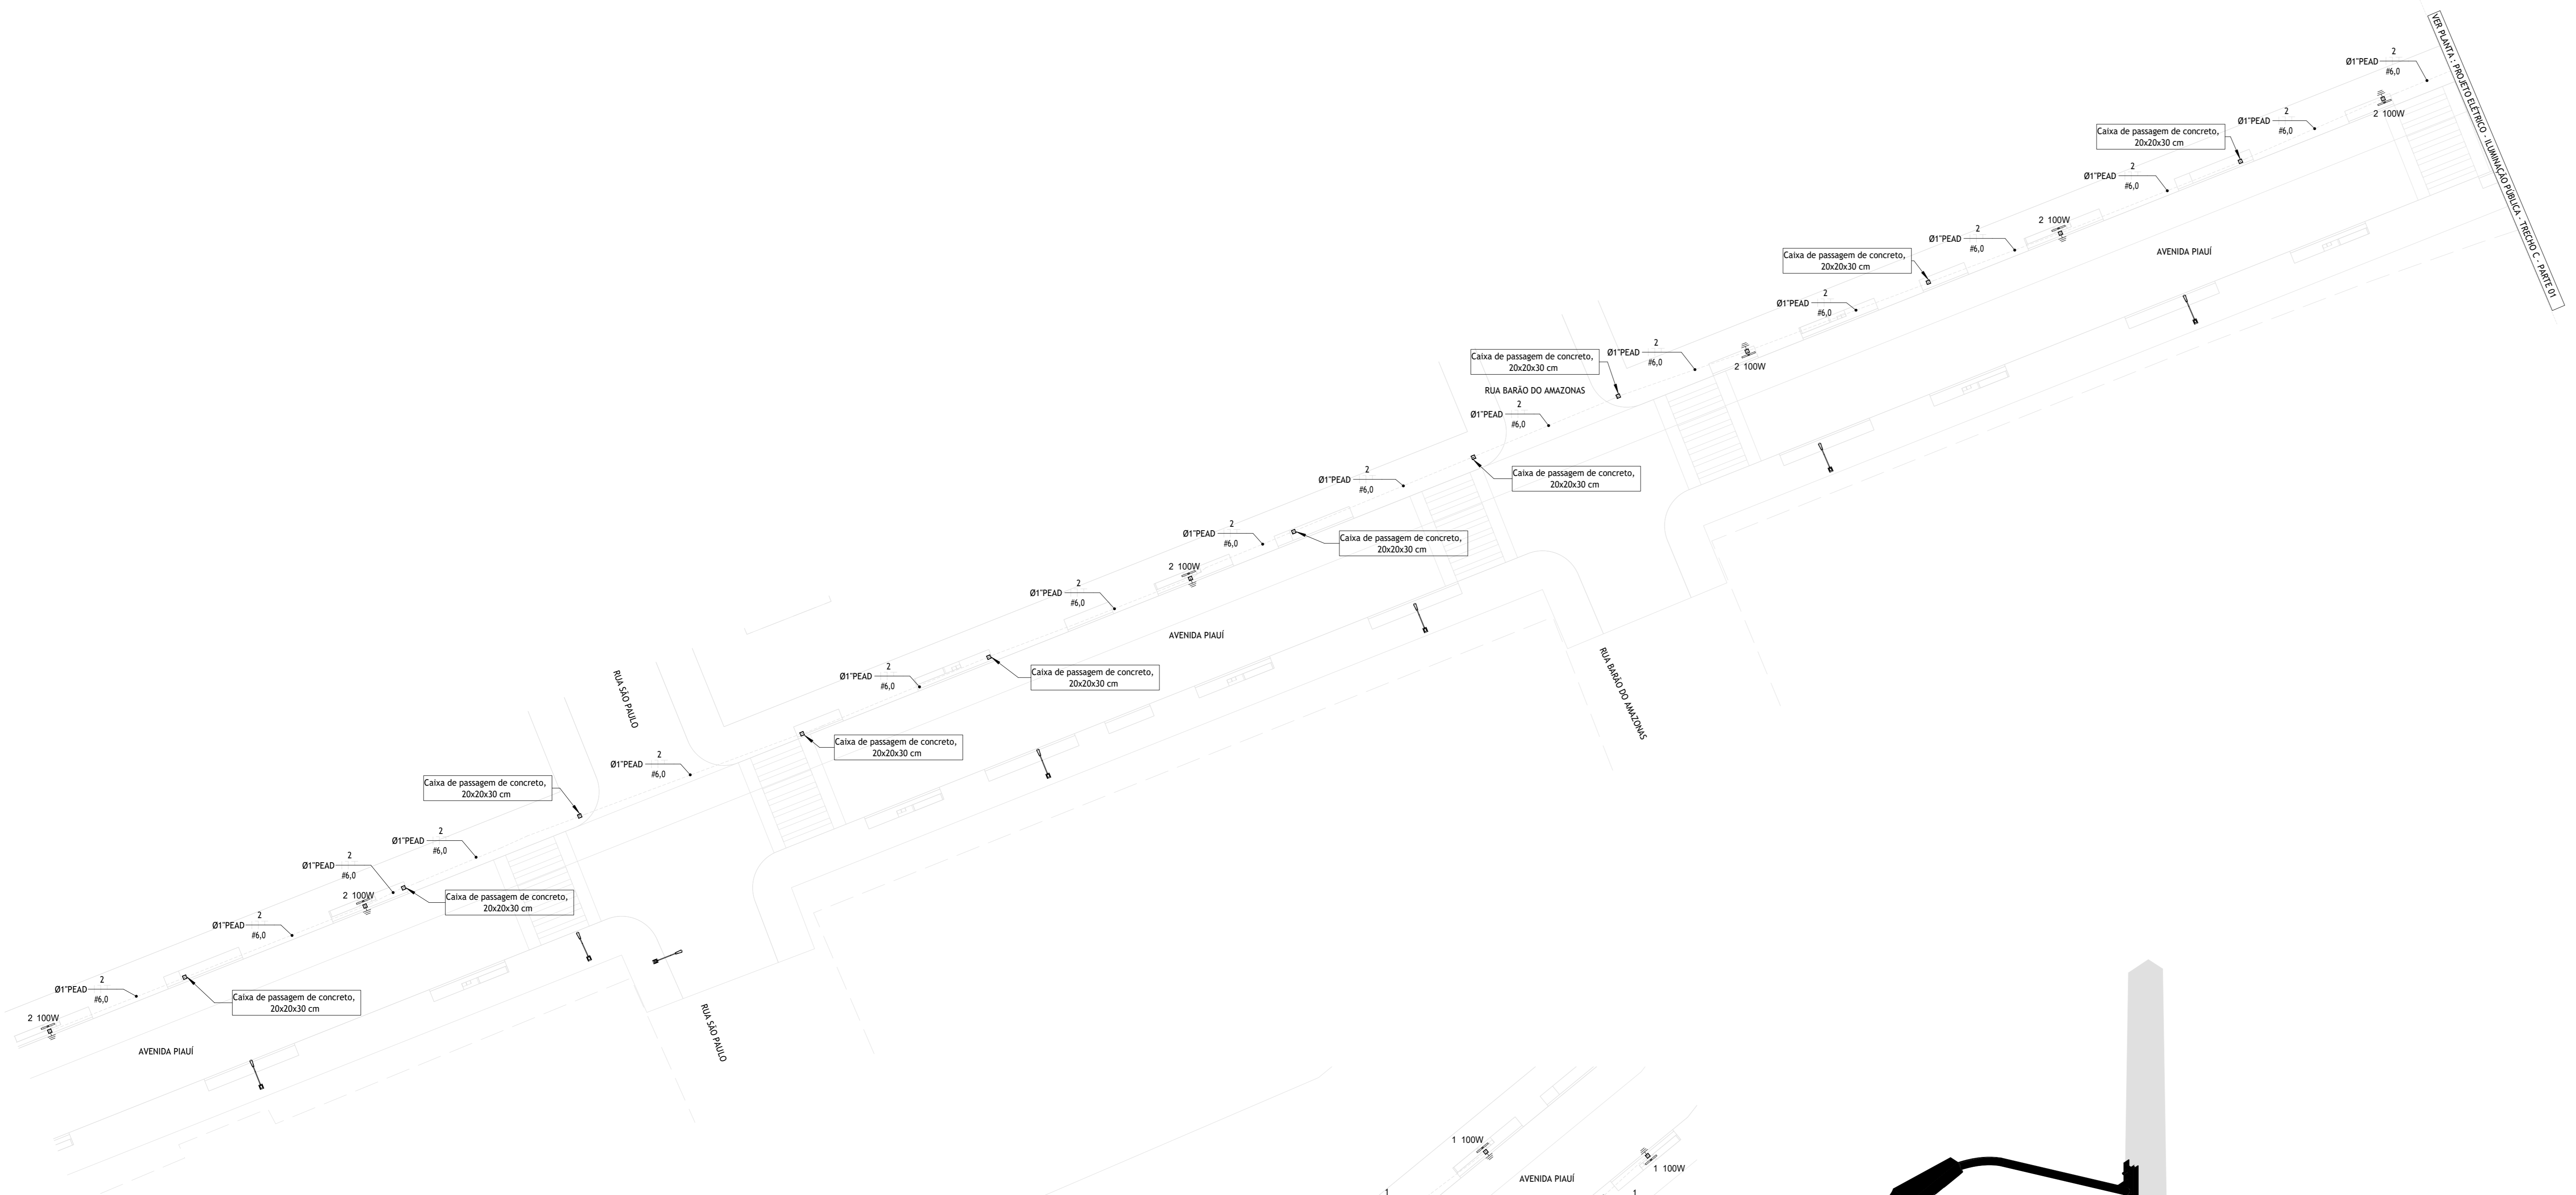 VER PLANTA : PROJETO ELÉTRICO - ILUMINAÇÃO PÚBLICA - TRECHO C - PARTE 01
2
Ø1"PEAD
#6,0
2 100W
2
Ø1"PEAD
#6,0
Caixa de passagem de concreto,
20x20x30 cm
2
Ø1"PEAD
#6,0
2 100W
AVENIDA PIAUÍ
2
Ø1"PEAD
#6,0
Caixa de passagem de concreto,
20x20x30 cm
2
Ø1"PEAD
#6,0
2
Ø1"PEAD
#6,0
2 100W
Caixa de passagem de concreto,
20x20x30 cm
RUA BARÃO DO AMAZONAS
2
Ø1"PEAD
#6,0
Caixa de passagem de concreto,
20x20x30 cm
2
Ø1"PEAD
#6,0
2
Ø1"PEAD
#6,0
Caixa de passagem de concreto,
20x20x30 cm
2 100W
2
Ø1"PEAD
#6,0
AVENIDA PIAUÍ
RUA BARÃO DO AMAZONAS
2
Ø1"PEAD
#6,0
Caixa de passagem de concreto,
20x20x30 cm
RUA SÃO PAULO
Caixa de passagem de concreto,
20x20x30 cm
2
Ø1"PEAD
#6,0
Caixa de passagem de concreto,
20x20x30 cm
2
Ø1"PEAD
#6,0
2
Ø1"PEAD
#6,0
2 100W
Caixa de passagem de concreto,
20x20x30 cm
2
Ø1"PEAD
#6,0
2
Ø1"PEAD
#6,0
Caixa de passagem de concreto,
20x20x30 cm
2 100W
AVENIDA PIAUÍ
RUA SÃO PAULO
1 100W
1 100W
AVENIDA PIAUÍ
1
1